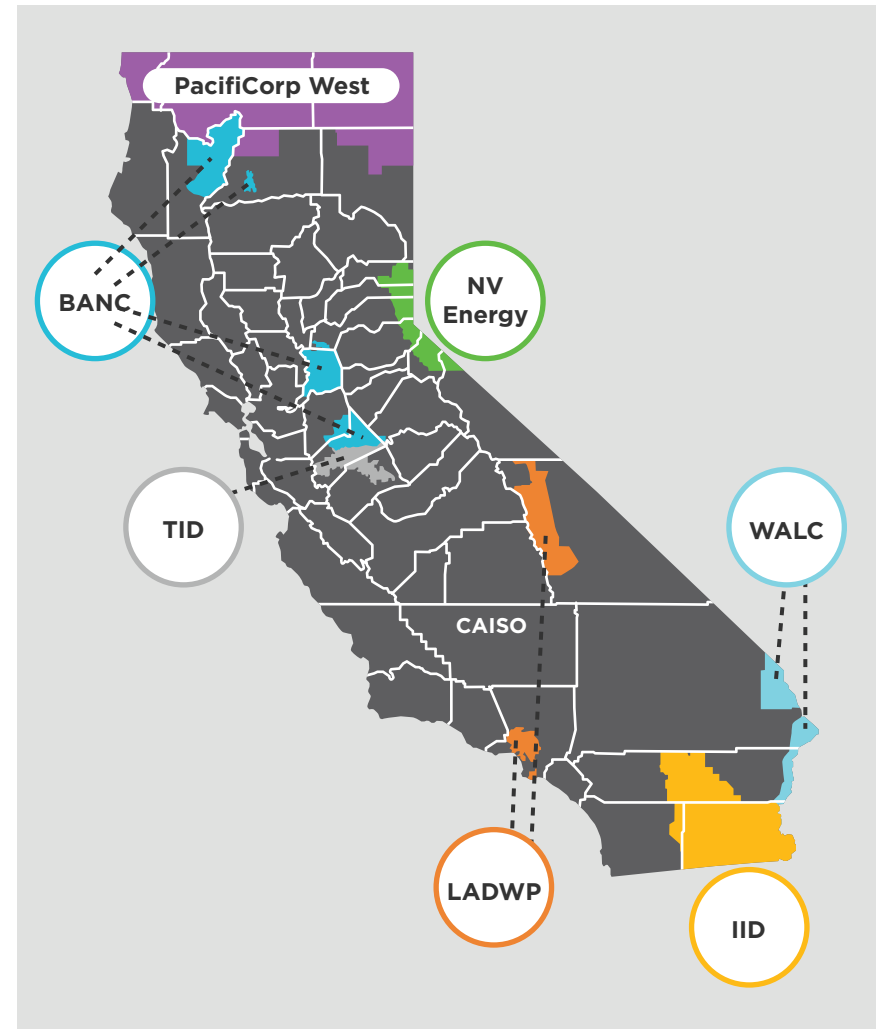 PacifiCorp West
BANC
NV
Energy
TID
WALC
CAISO
LADWP
IID